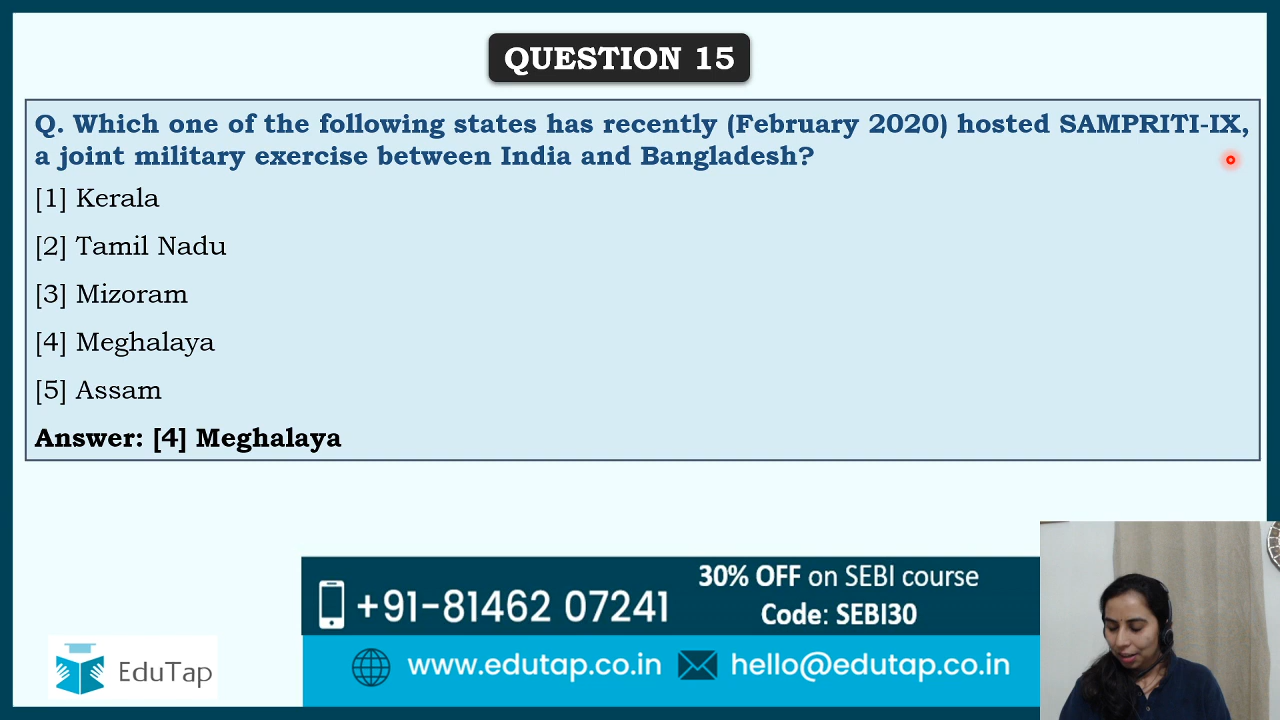 QUESTION 15
Q. Which one of the following states has recently (February 2020) hosted SAMPRITI-IX,
a joint military exercise between India and Bangladesh?
[1] Kerala
[2] Tamil Nadu
[3] Mizoram
[4] Meghalaya
[5] Assam
Answer: [4] Meghalaya
+91-81462 07241
30% OFF on SEBI course
Code: SEBI30
www.edutap.co.in
hello@edutap.co.in
EduTap